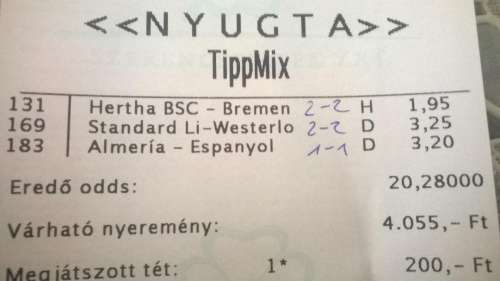 <<NYUGTA>>
TippMix
131 Hertha BSC - Bremen 2-2 H 1,95
169 Standard Li-Westerlo 2-2 D 3,25
183 Almería - Espanyol 1-1 D 3,20
Eredő odds: 20,28000
Várható nyeremény: 4.055,- Ft
Megjátszott tét: 1* 200,- Ft